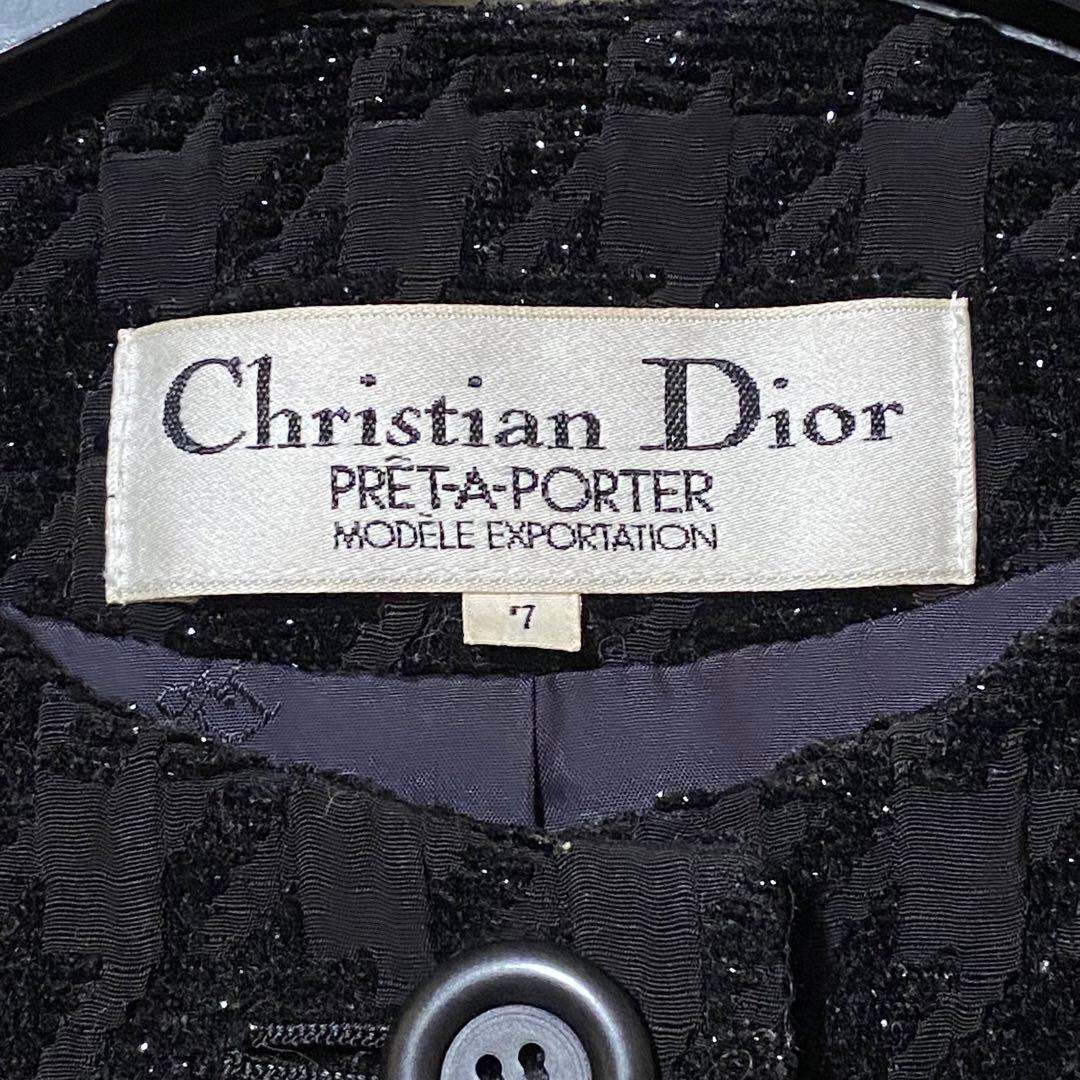 Christian Dior
PRÊT-A-PORTER
MODÈLE EXPORTATION
7